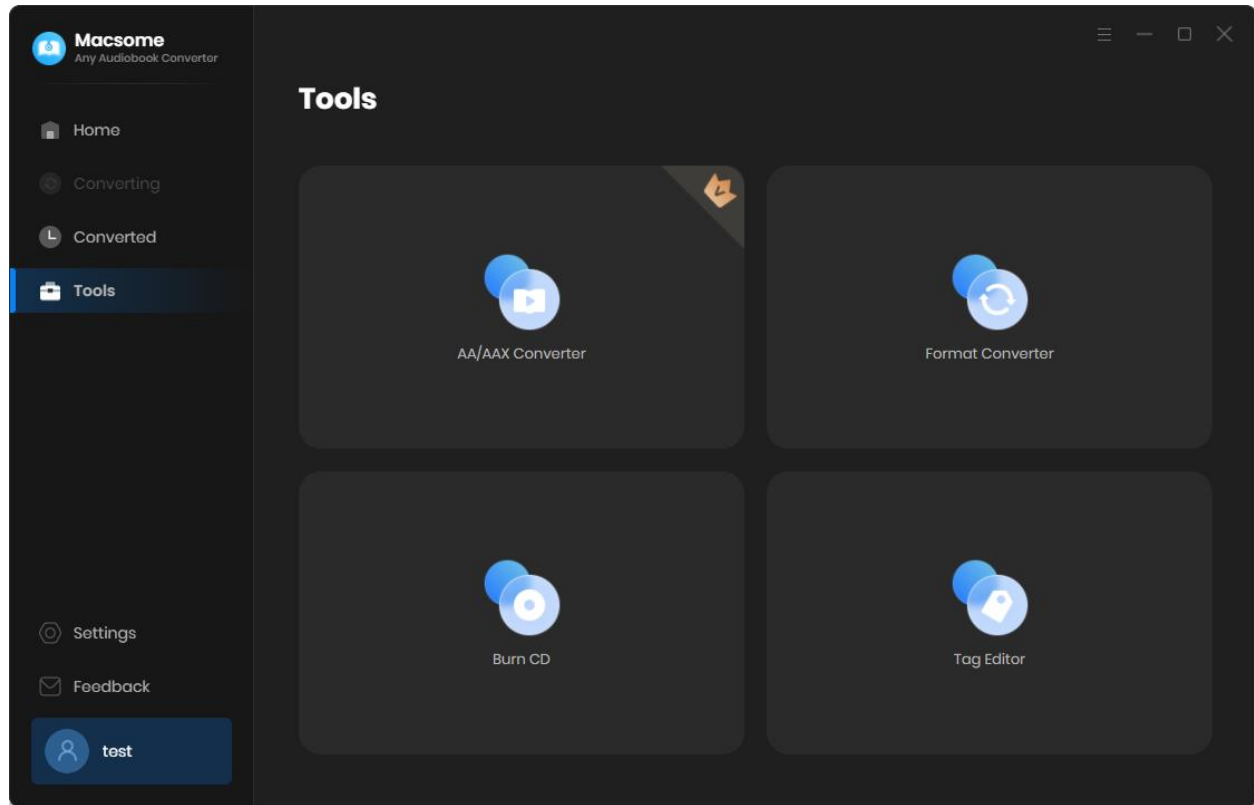 Macsome
Any Audiobook Converter
Home
Converting
Converted
Tools
Settings
Feedback
test
Tools
AA/AAX Converter
Format Converter
Burn CD
Tag Editor